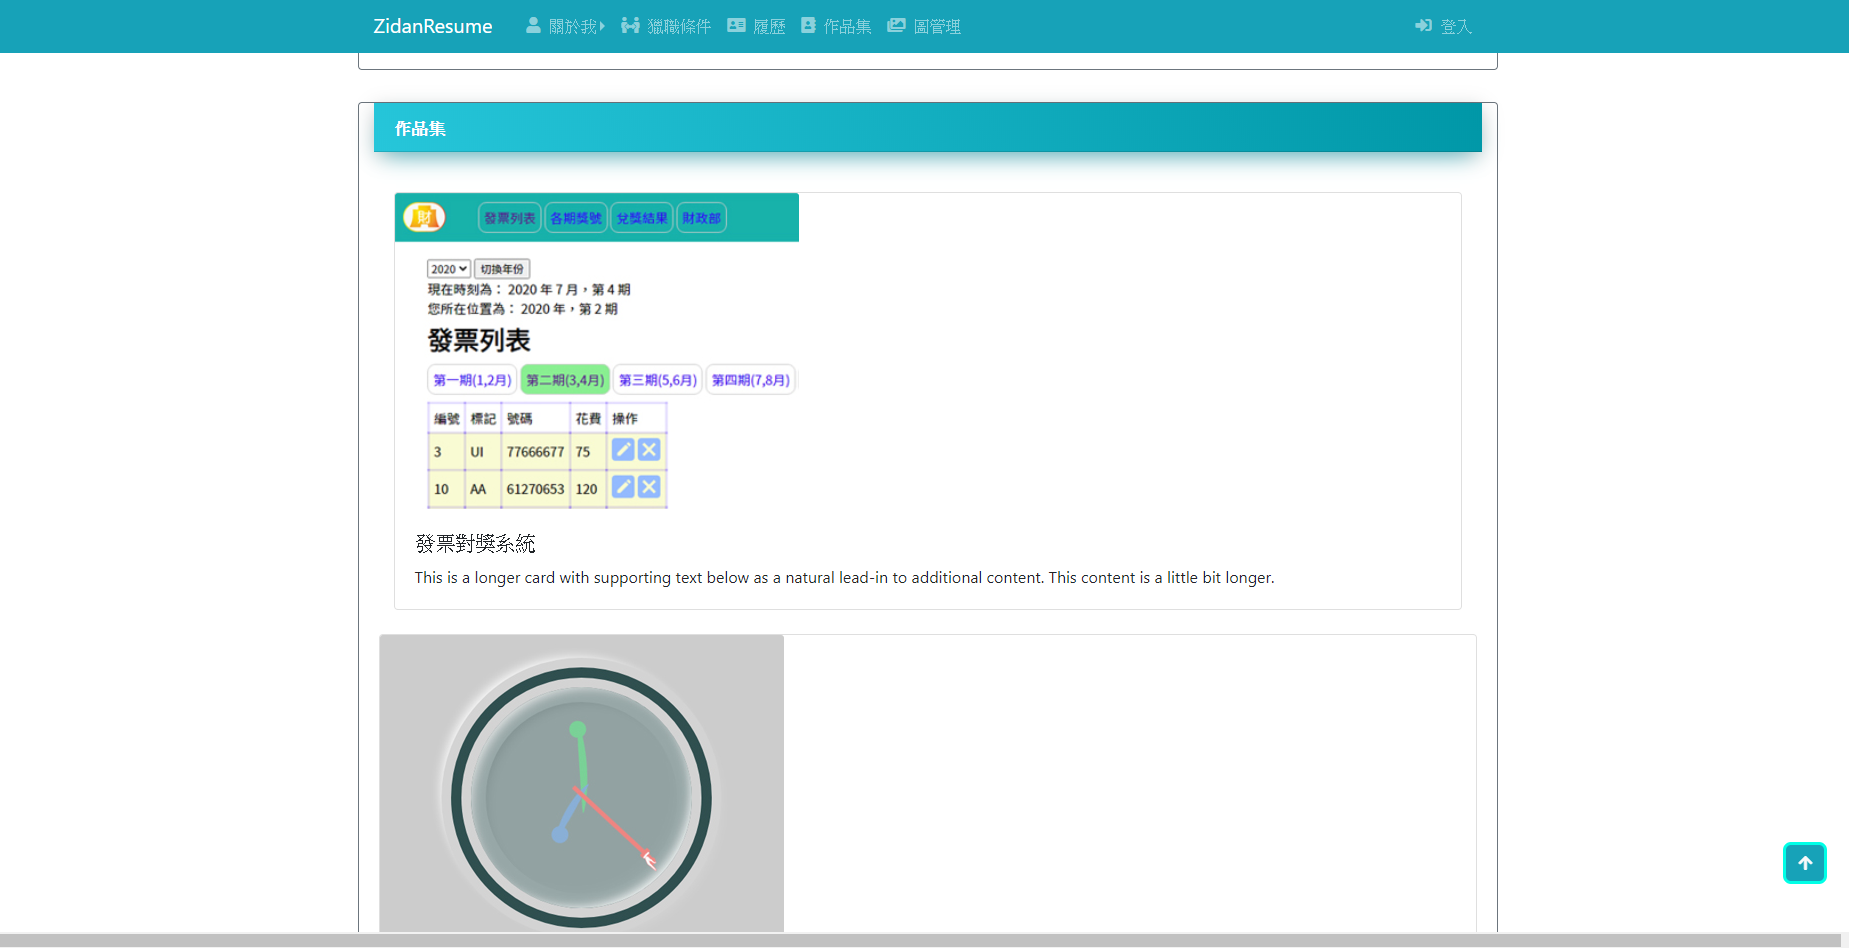 ZidanResume 關於我 獵職條件 履歷 作品集 圖管理 登入
作品集
財 發票列表 各期獎號 兌獎結果 財政部
2020 切換年份
現在時刻為： 2020 年 7 月，第 4 期
您所在位置為： 2020 年，第 2 期
發票列表
第一期(1,2月) 第二期(3,4月) 第三期(5,6月) 第四期(7,8月)
編號 標記 號碼 花費 操作
3 UI 77666677 75
10 AA 61270653 120
發票對獎系統
This is a longer card with supporting text below as a natural lead-in to additional content. This content is a little bit longer.